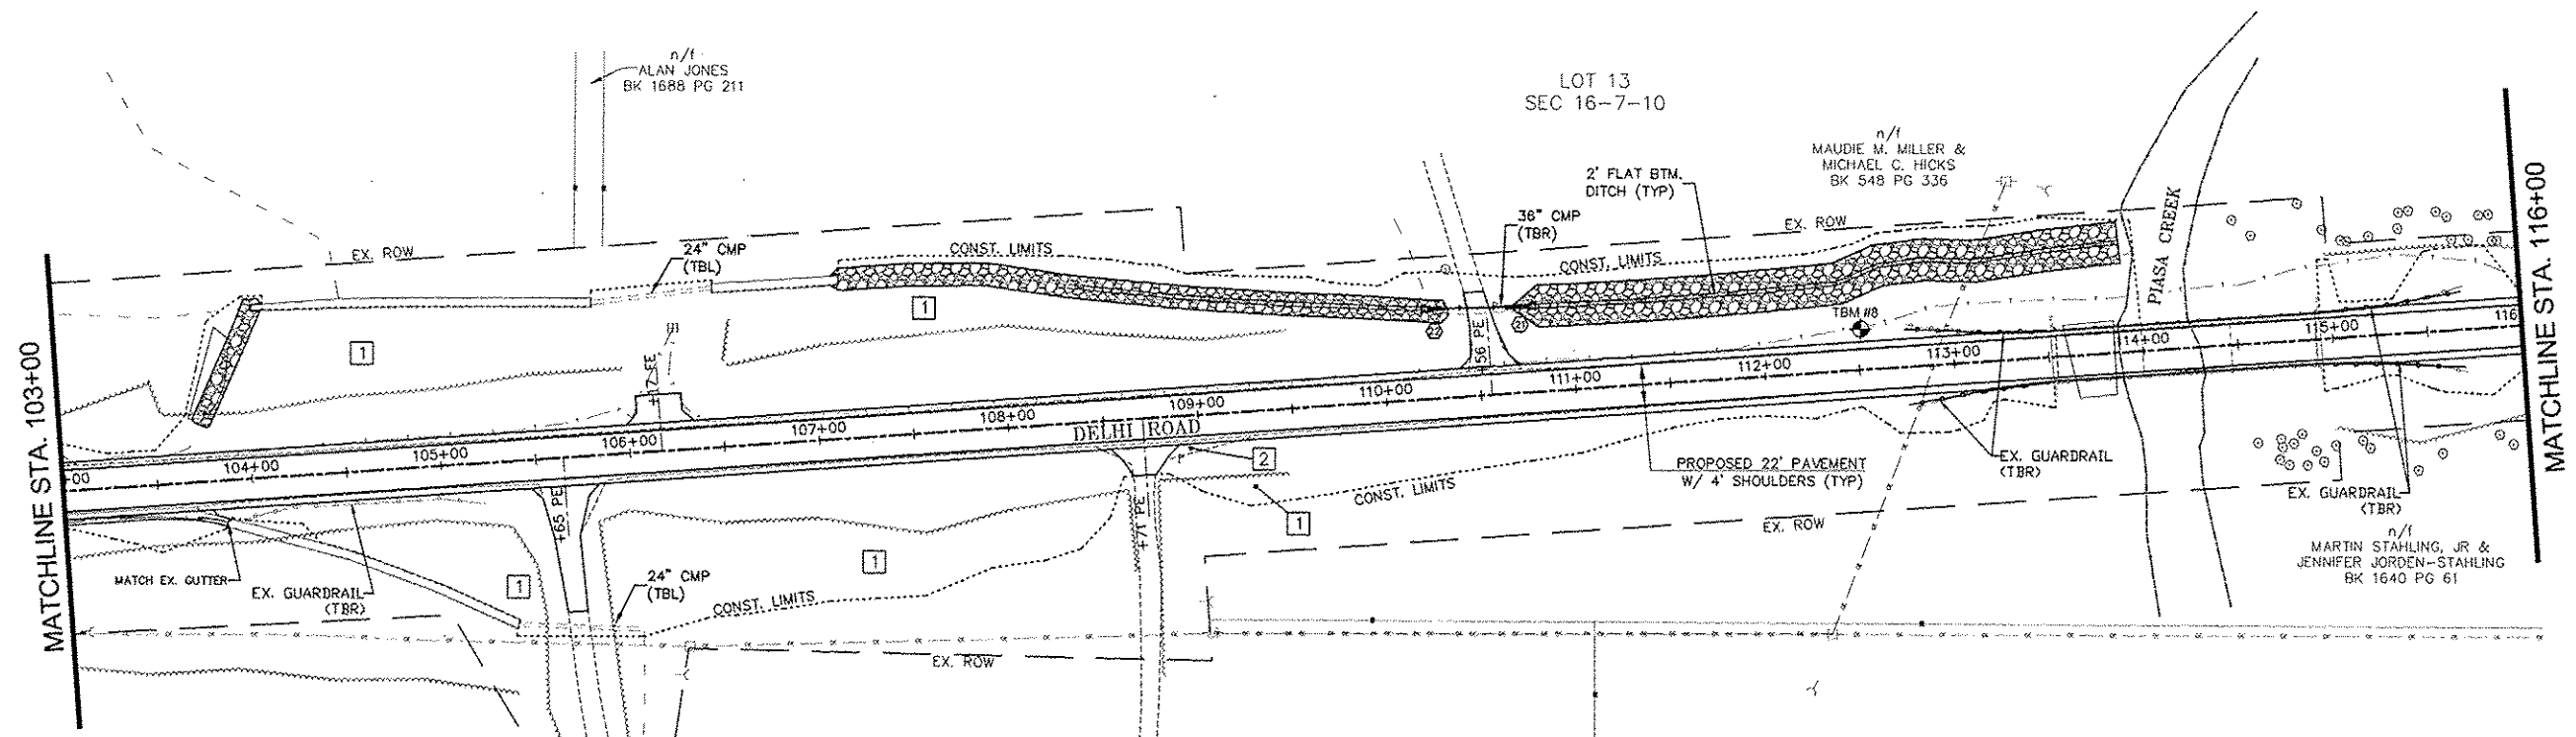 n/f
ALAN JONES
BK 1688 PG 211
LOT 13
SEC 16-7-10
n/f
MAUDIE M. MILLER &
MICHAEL C. HICKS
BK 548 PG 336
2' FLAT BTM.
DITCH (TYP)
36" CMP
(TBR)
EX. ROW
EX. ROW
24" CMP
(TBL)
CONST. LIMITS
CONST. LIMITS
PIASA CREEK
MATCHLINE STA. 103+00
MATCHLINE STA. 116+00
1
1
22
21
TBM #8
+56 PE
+00
104+00
105+00
106+00
107+00
108+00
109+00
110+00
111+00
112+00
113+00
114+00
115+00
116
DELHI ROAD
2
1
PROPOSED 22' PAVEMENT
W/ 4' SHOULDERS (TYP)
EX. GUARDRAIL
(TBR)
CONST. LIMITS
EX. GUARDRAIL
(TBR)
EX. ROW
n/f
MARTIN STAHLING, JR &
JENNIFER JORDEN-STAHLING
BK 1640 PG 61
MATCH EX. GUTTER
EX. GUARDRAIL
(TBR)
+65 PE
1
1
24" CMP
(TBL)
CONST. LIMITS
+71 PE
EX. ROW